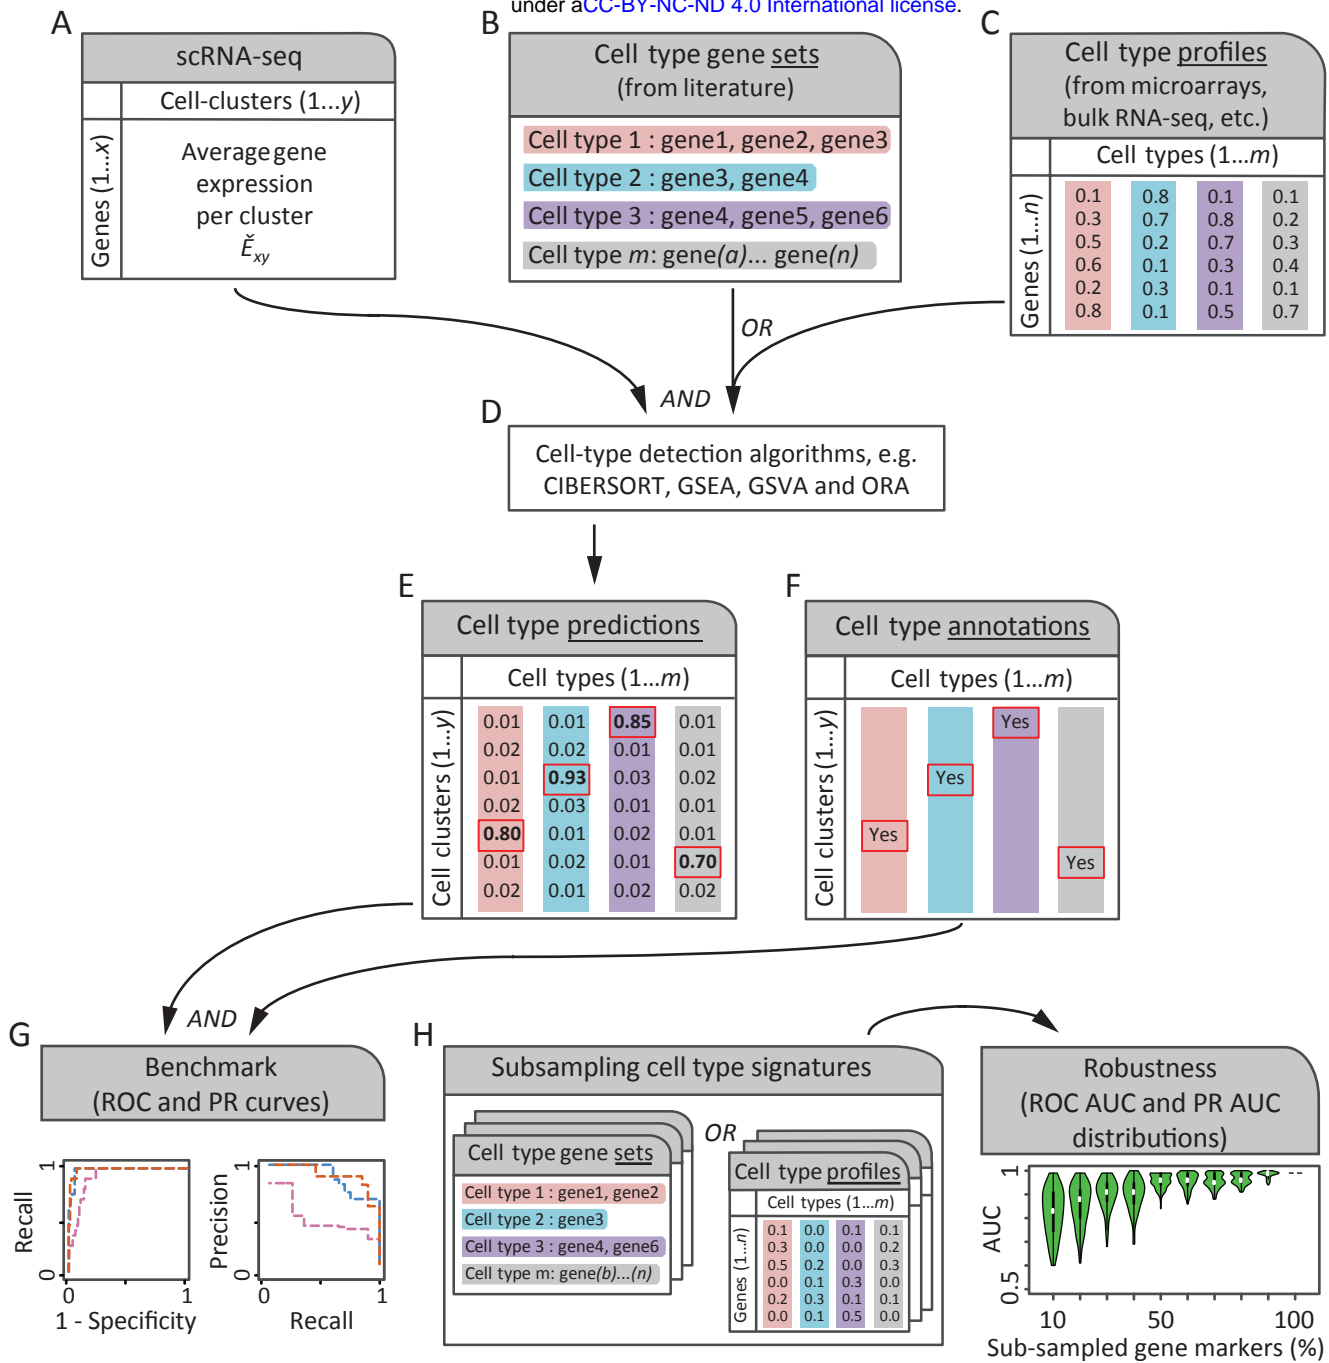 under aCC-BY-NC-ND 4.0 International license.
A
scRNA-seq
Cell-clusters (1...y)
Genes (1...x)
Average gene
expression
per cluster
Ě xy
B
Cell type gene sets
(from literature)
Cell type 1 : gene1, gene2, gene3
Cell type 2 : gene3, gene4
Cell type 3 : gene4, gene5, gene6
Cell type m: gene(a)... gene(n)
C
Cell type profiles
(from microarrays,
bulk RNA-seq, etc.)
Cell types (1...m)
Genes (1...n)
0.1 0.8 0.1 0.1
0.3 0.7 0.8 0.2
0.5 0.2 0.7 0.3
0.6 0.1 0.3 0.4
0.2 0.3 0.1 0.1
0.8 0.1 0.5 0.7
OR
AND
D
Cell-type detection algorithms, e.g.
CIBERSORT, GSEA, GSVA and ORA
E
Cell type predictions
Cell types (1...m)
Cell clusters (1...y)
0.01 0.01 0.85 0.01
0.02 0.02 0.01 0.01
0.01 0.93 0.03 0.02
0.02 0.03 0.01 0.01
0.80 0.01 0.02 0.01
0.01 0.02 0.01 0.70
0.02 0.01 0.02 0.02
F
Cell type annotations
Cell types (1...m)
Cell clusters (1...y)
Yes
Yes
Yes
Yes
AND
G
Benchmark
(ROC and PR curves)
Recall
1
0
0 1
1 - Specificity
Precision
1
0
0 1
Recall
H
Subsampling cell type signatures
Cell type gene sets
Cell type 1 : gene1, gene2
Cell type 2 : gene3
Cell type 3 : gene4, gene6
Cell type m: gene(b)...(n)
OR
Cell type profiles
Cell types (1...m)
Genes (1...n)
0.1 0.0 0.1 0.1
0.3 0.0 0.0 0.2
0.5 0.2 0.0 0.3
0.0 0.1 0.3 0.0
0.2 0.3 0.1 0.1
0.0 0.1 0.5 0.0
Robustness
(ROC AUC and PR AUC
distributions)
AUC
1
0.5
10 50 100
Sub-sampled gene markers (%)